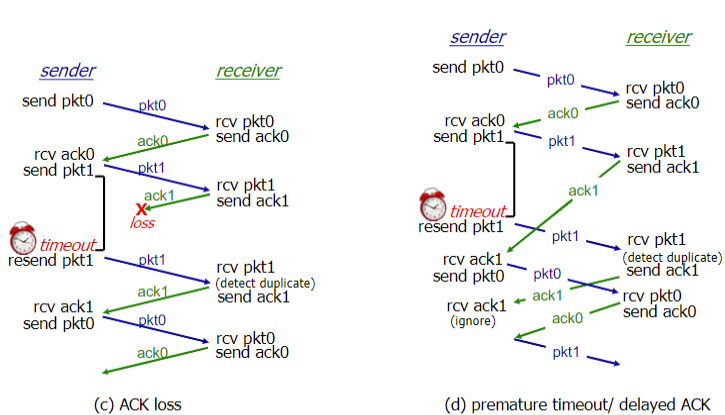 sender
receiver
send pkt0
pkt0
rcv pkt0
send ack0
ack0
rcv ack0
send pkt1
pkt1
rcv pkt1
send ack1
ack1
X
loss
timeout
resend pkt1
pkt1
rcv pkt1
(detect duplicate)
send ack1
ack1
rcv ack1
send pkt0
pkt0
rcv pkt0
send ack0
ack0
(c) ACK loss
sender
receiver
send pkt0
pkt0
rcv pkt0
send ack0
ack0
rcv ack0
send pkt1
pkt1
rcv pkt1
send ack1
ack1
timeout
resend pkt1
pkt1
rcv pkt1
(detect duplicate)
send ack1
rcv ack1
send pkt0
pkt0
ack1
rcv ack1
(ignore)
rcv pkt0
send ack0
ack0
pkt1
(d) premature timeout/ delayed ACK